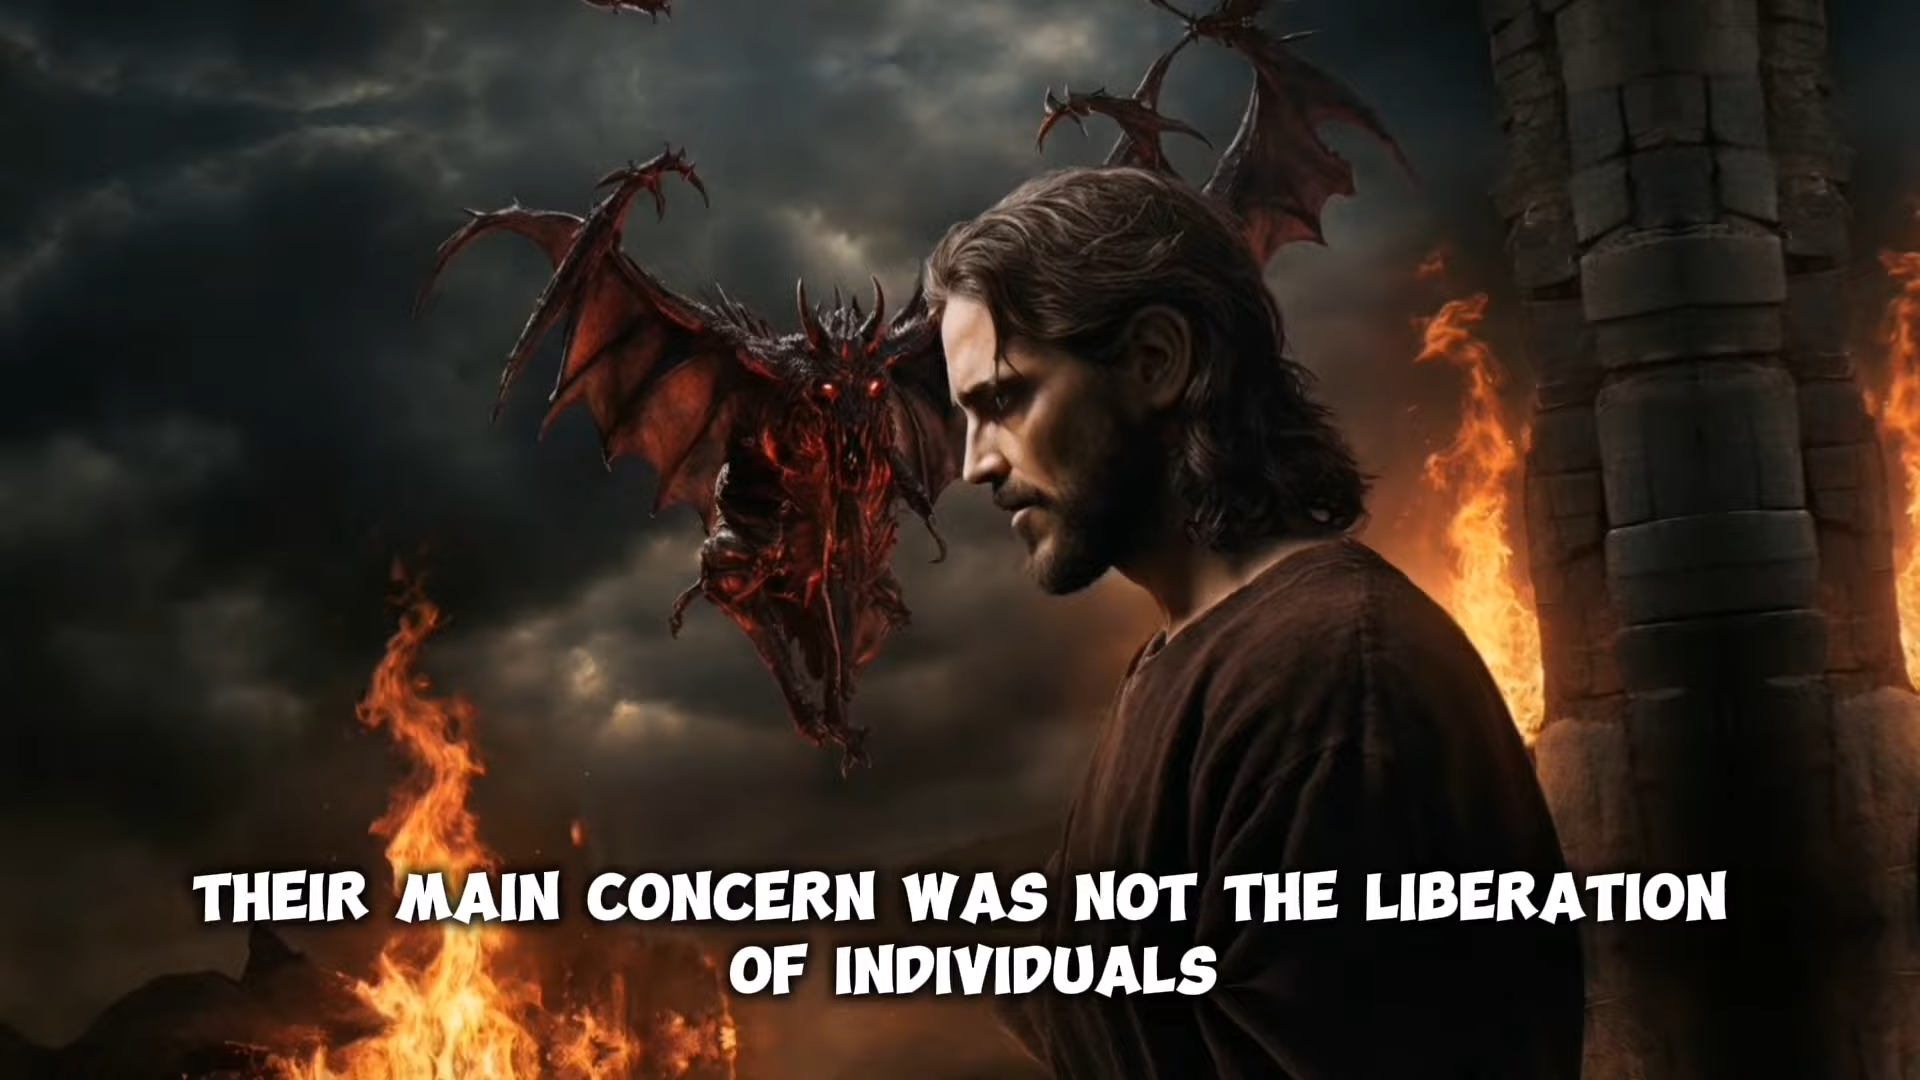 THEIR MAIN CONCERN WAS NOT THE LIBERATION
OF INDIVIDUALS